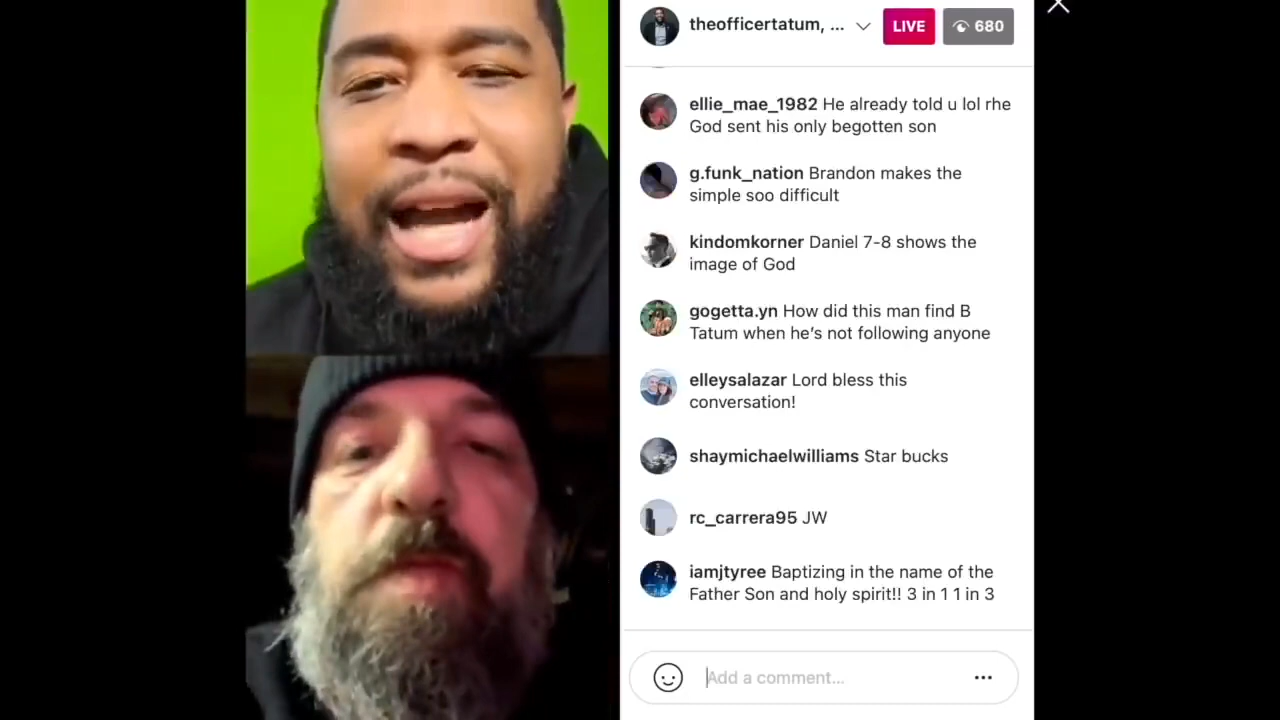 theofficertatum, ...
LIVE
680
ellie_mae_1982 He already told u lol rhe
God sent his only begotten son
g.funk_nation Brandon makes the
simple soo difficult
kindomkorner Daniel 7-8 shows the
image of God
gogetta.yn How did this man find B
Tatum when he's not following anyone
elleysalazar Lord bless this
conversation!
shaymichaelwilliams Star bucks
rc_carrera95 JW
iamjtyree Baptizing in the name of the
Father Son and holy spirit!! 3 in 1 1 in 3
Add a comment...